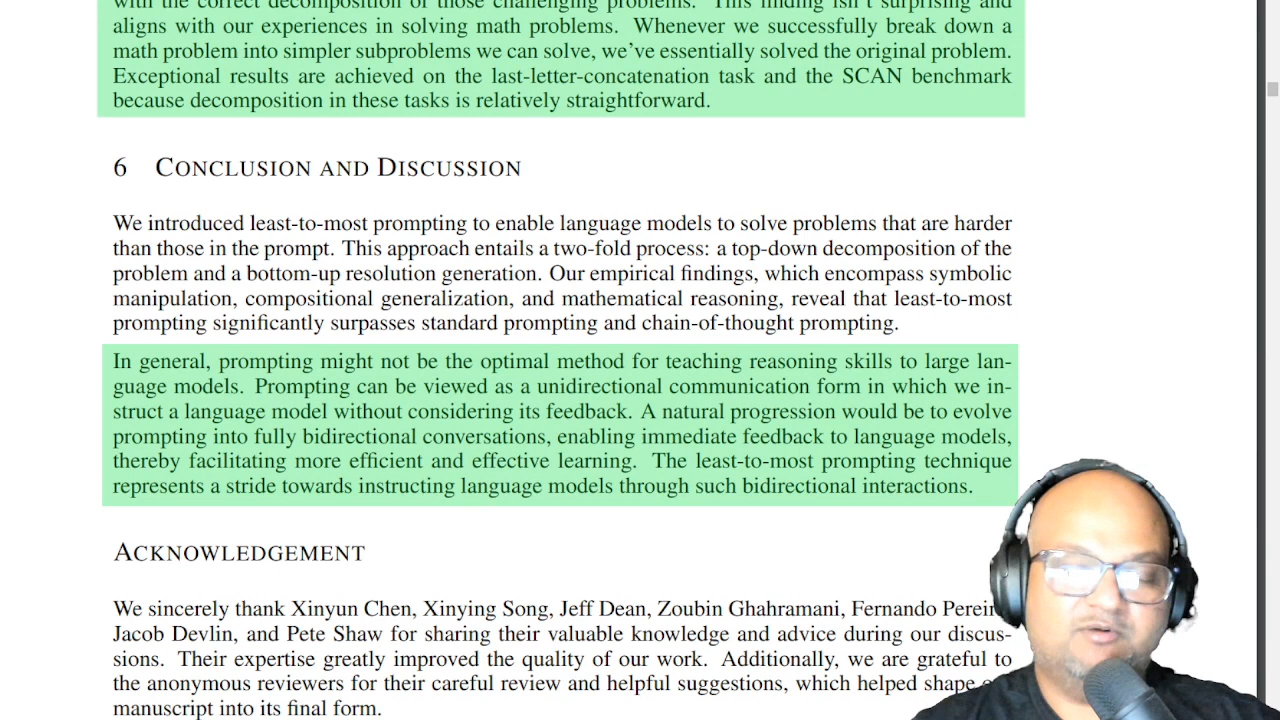 with the correct decomposition of those challenging problems. This finding isn't surprising and
aligns with our experiences in solving math problems. Whenever we successfully break down a
math problem into simpler subproblems we can solve, we've essentially solved the original problem.
Exceptional results are achieved on the last-letter-concatenation task and the SCAN benchmark
because decomposition in these tasks is relatively straightforward.
6 CONCLUSION AND DISCUSSION
We introduced least-to-most prompting to enable language models to solve problems that are harder
than those in the prompt. This approach entails a two-fold process: a top-down decomposition of the
problem and a bottom-up resolution generation. Our empirical findings, which encompass symbolic
manipulation, compositional generalization, and mathematical reasoning, reveal that least-to-most
prompting significantly surpasses standard prompting and chain-of-thought prompting.
In general, prompting might not be the optimal method for teaching reasoning skills to large lan-
guage models. Prompting can be viewed as a unidirectional communication form in which we in-
struct a language model without considering its feedback. A natural progression would be to evolve
prompting into fully bidirectional conversations, enabling immediate feedback to language models,
thereby facilitating more efficient and effective learning. The least-to-most prompting technique
represents a stride towards instructing language models through such bidirectional interactions.
ACKNOWLEDGEMENT
We sincerely thank Xinyun Chen, Xinying Song, Jeff Dean, Zoubin Ghahramani, Fernando Pereir
Jacob Devlin, and Pete Shaw for sharing their valuable knowledge and advice during our discus-
sions. Their expertise greatly improved the quality of our work. Additionally, we are grateful to
the anonymous reviewers for their careful review and helpful suggestions, which helped shape
manuscript into its final form.